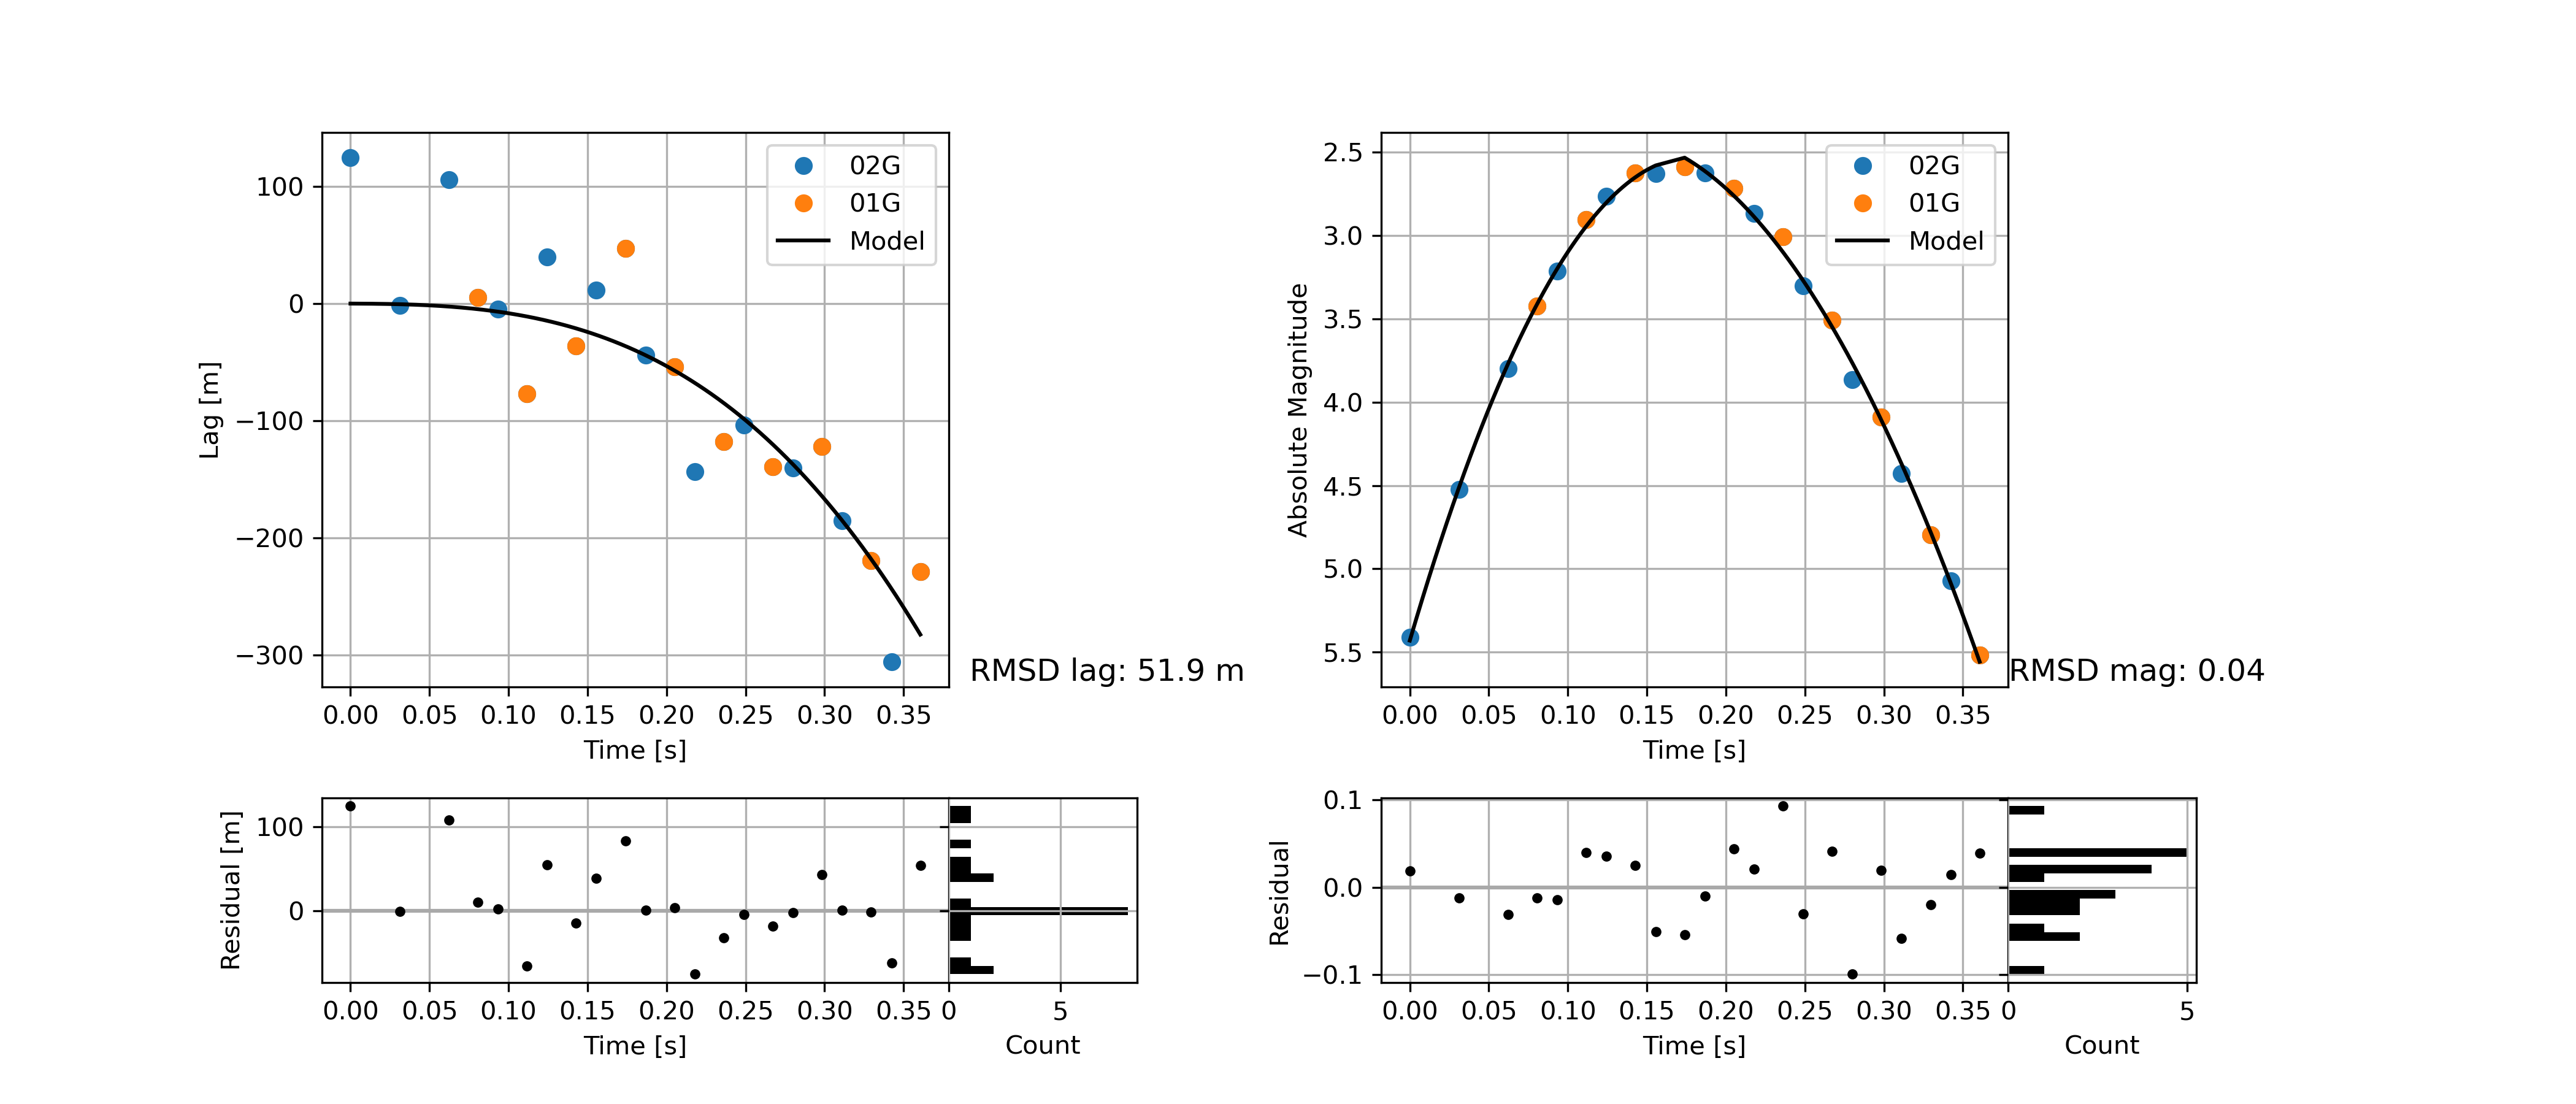 02G
01G
Model
100
0
−100
−200
−300
Lag [m]
0.00 0.05 0.10 0.15 0.20 0.25 0.30 0.35
Time [s]
RMSD lag: 51.9 m
02G
01G
Model
2.5
3.0
3.5
4.0
4.5
5.0
5.5
Absolute Magnitude
0.00 0.05 0.10 0.15 0.20 0.25 0.30 0.35
Time [s]
RMSD mag: 0.04
100
0
Residual [m]
0.00 0.05 0.10 0.15 0.20 0.25 0.30 0.35
Time [s]
0 5
Count
0.1
0.0
−0.1
Residual
0.00 0.05 0.10 0.15 0.20 0.25 0.30 0.35
Time [s]
0 5
Count